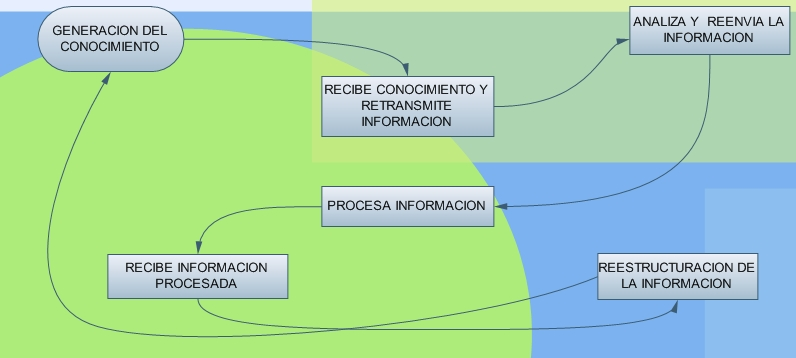 GENERACION DEL
CONOCIMIENTO
ANALIZA Y REENVIA LA
INFORMACION
RECIBE CONOCIMIENTO Y
RETRANSMITE
INFORMACION
PROCESA INFORMACION
RECIBE INFORMACION
PROCESADA
REESTRUCTURACION DE
LA INFORMACION